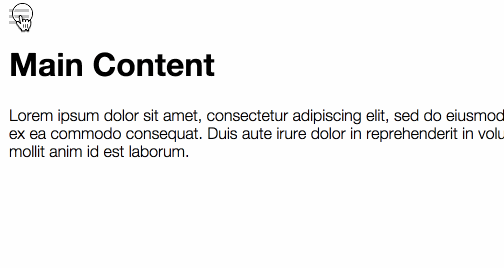 Main Content
Lorem ipsum dolor sit amet, consectetur adipiscing elit, sed do eiusmod
ex ea commodo consequat. Duis aute irure dolor in reprehenderit in volu
mollit anim id est laborum.